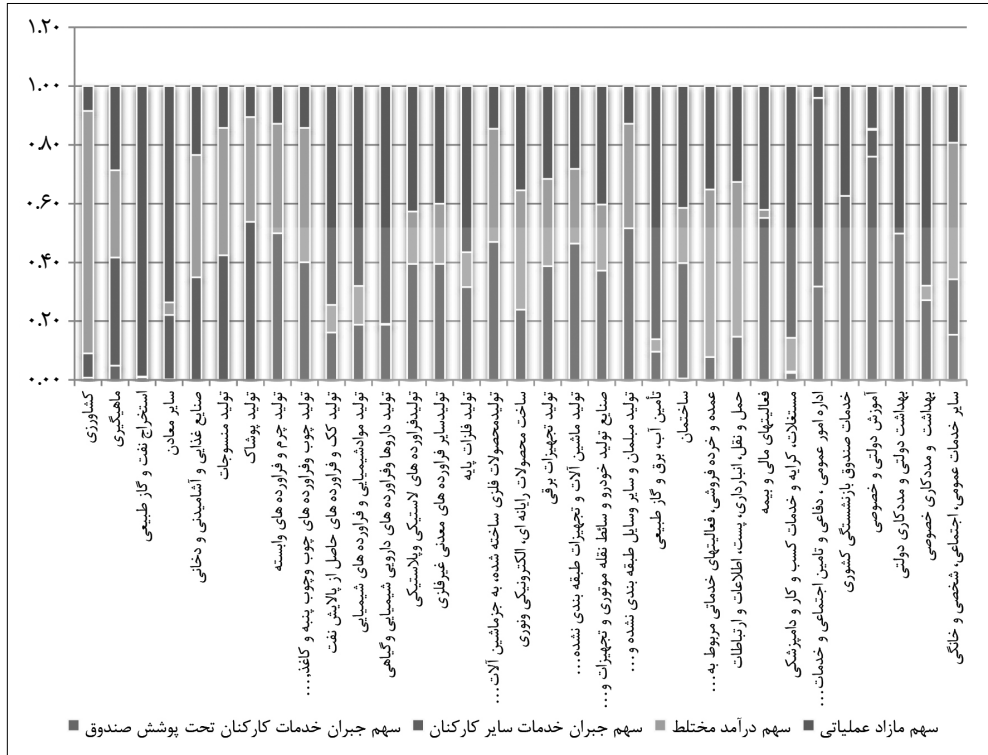 ۱.۲۰
۱.۰۰
۰.۸۰
۰.۶۰
۰.۴۰
۰.۲۰
۰.۰۰
کشاورزی
ماهیگیری
استخراج نفت و گاز طبیعی
سایر معادن
صنایع غذایی و آشامیدنی و دخانی
تولید منسوجات
تولید پوشاک
تولید چرم و فراورده های وابسته
تولید چوب وفراورده های چوب وچوب پنبه و کاغذ....
تولید کک و فراورده های حاصل از پالایش نفت
تولید موادشیمیایی و فراورده های شیمیایی
تولید داروها وفراورده های دارویی شیمیایی وگیاهی
تولیدفراورده های لاستیکی وپلاستیکی
تولیدسایر فراورده های معدنی غیرفلزی
تولید فلزات پایه
تولیدمحصولات فلزی ساخته شده، به جزماشین آلات...
ساخت محصولات رایانه ای، الکترونیکی ونوری
تولید تجهیزات برقی
تولید ماشین آلات و تجهیزات طبقه بندی نشده...
صنایع تولید خودرو و سائط نقلیه موتوری و تجهیزات و...
تولید مبلمان و سایر وسایل طبقه بندی نشده و...
تأمین آب، برق و گاز طبیعی
ساختمان
عمده و خرده فروشی، فعالیتهای خدماتی مربوط به...
حمل و نقل، انبارداری، پست، اطلاعات و ارتباطات
فعالیتهای مالی و بیمه
مستغلات، کرایه و خدمات کسب و کار و دامپزشکی
اداره امور عمومی ، دفاعی و تامین اجتماعی و خدمات...
خدمات صندوق بازنشستگی کشوری
آموزش دولتی و خصوصی
بهداشت دولتی و مددکاری دولتی
بهداشت و مددکاری خصوصی
سایر خدمات عمومی، اجتماعی، شخصی و خانگی
سهم مازاد عملیاتی سهم درآمد مختلط سهم جبران خدمات سایر کارکنان سهم جبران خدمات کارکنان تحت پوشش صندوق